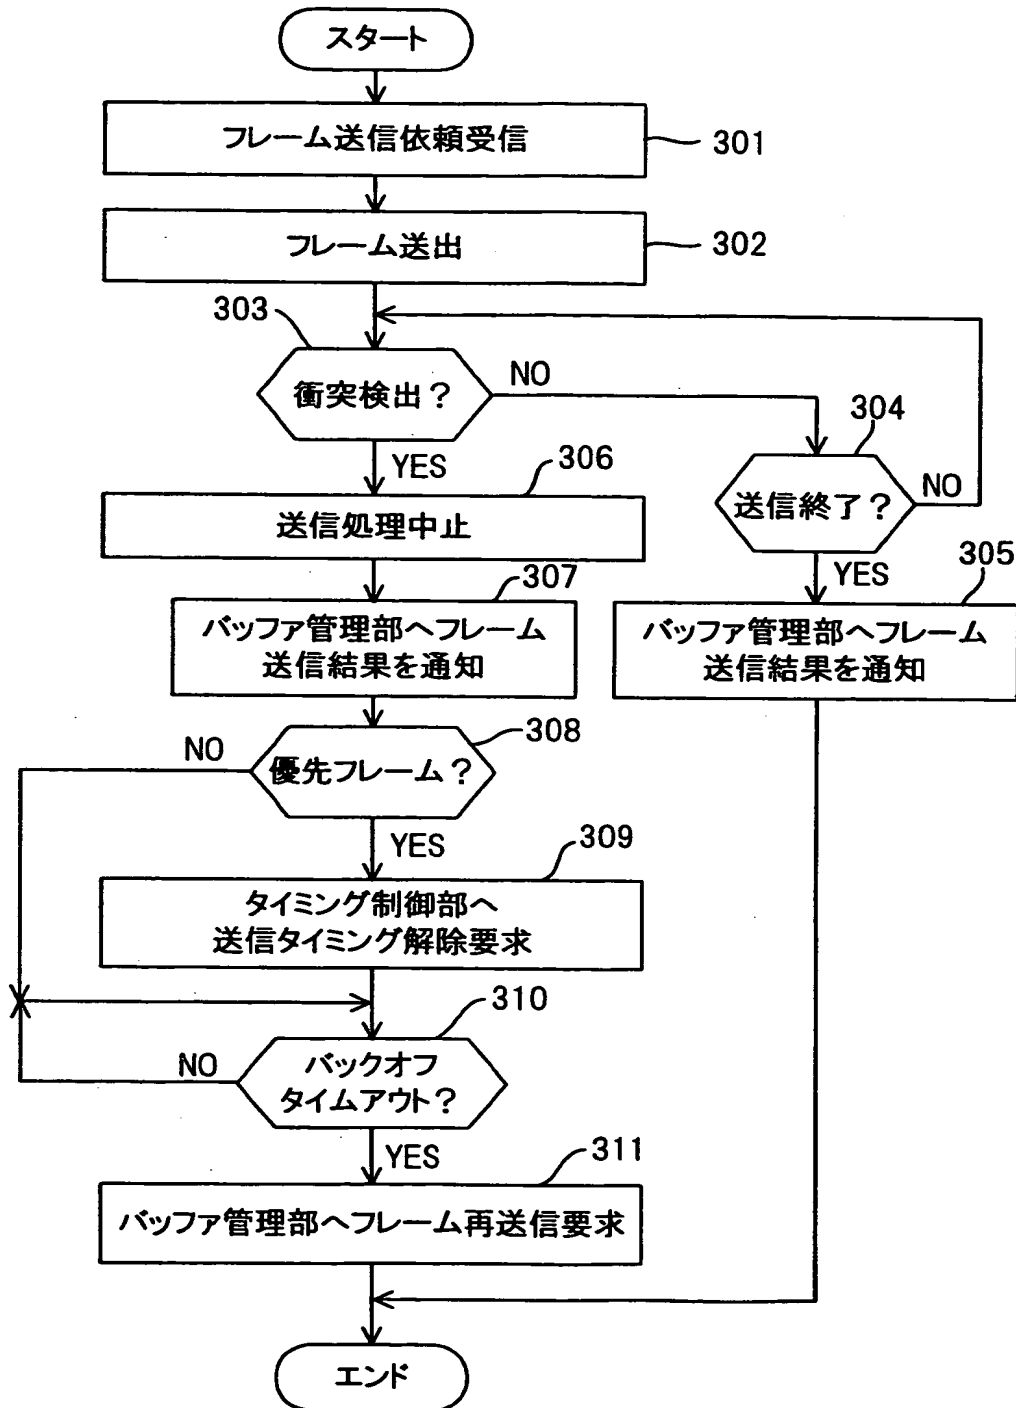 スタート
フレーム送信依頼受信
301
フレーム送出
302
303
衝突検出？
NO
304
YES
306
送信終了？
NO
送信処理中止
YES
305
307
バッファ管理部へフレーム
送信結果を通知
バッファ管理部へフレーム
送信結果を通知
308
NO
優先フレーム？
YES
309
タイミング制御部へ
送信タイミング解除要求
310
NO
バックオフ
タイムアウト？
YES
311
バッファ管理部へフレーム再送信要求
エンド